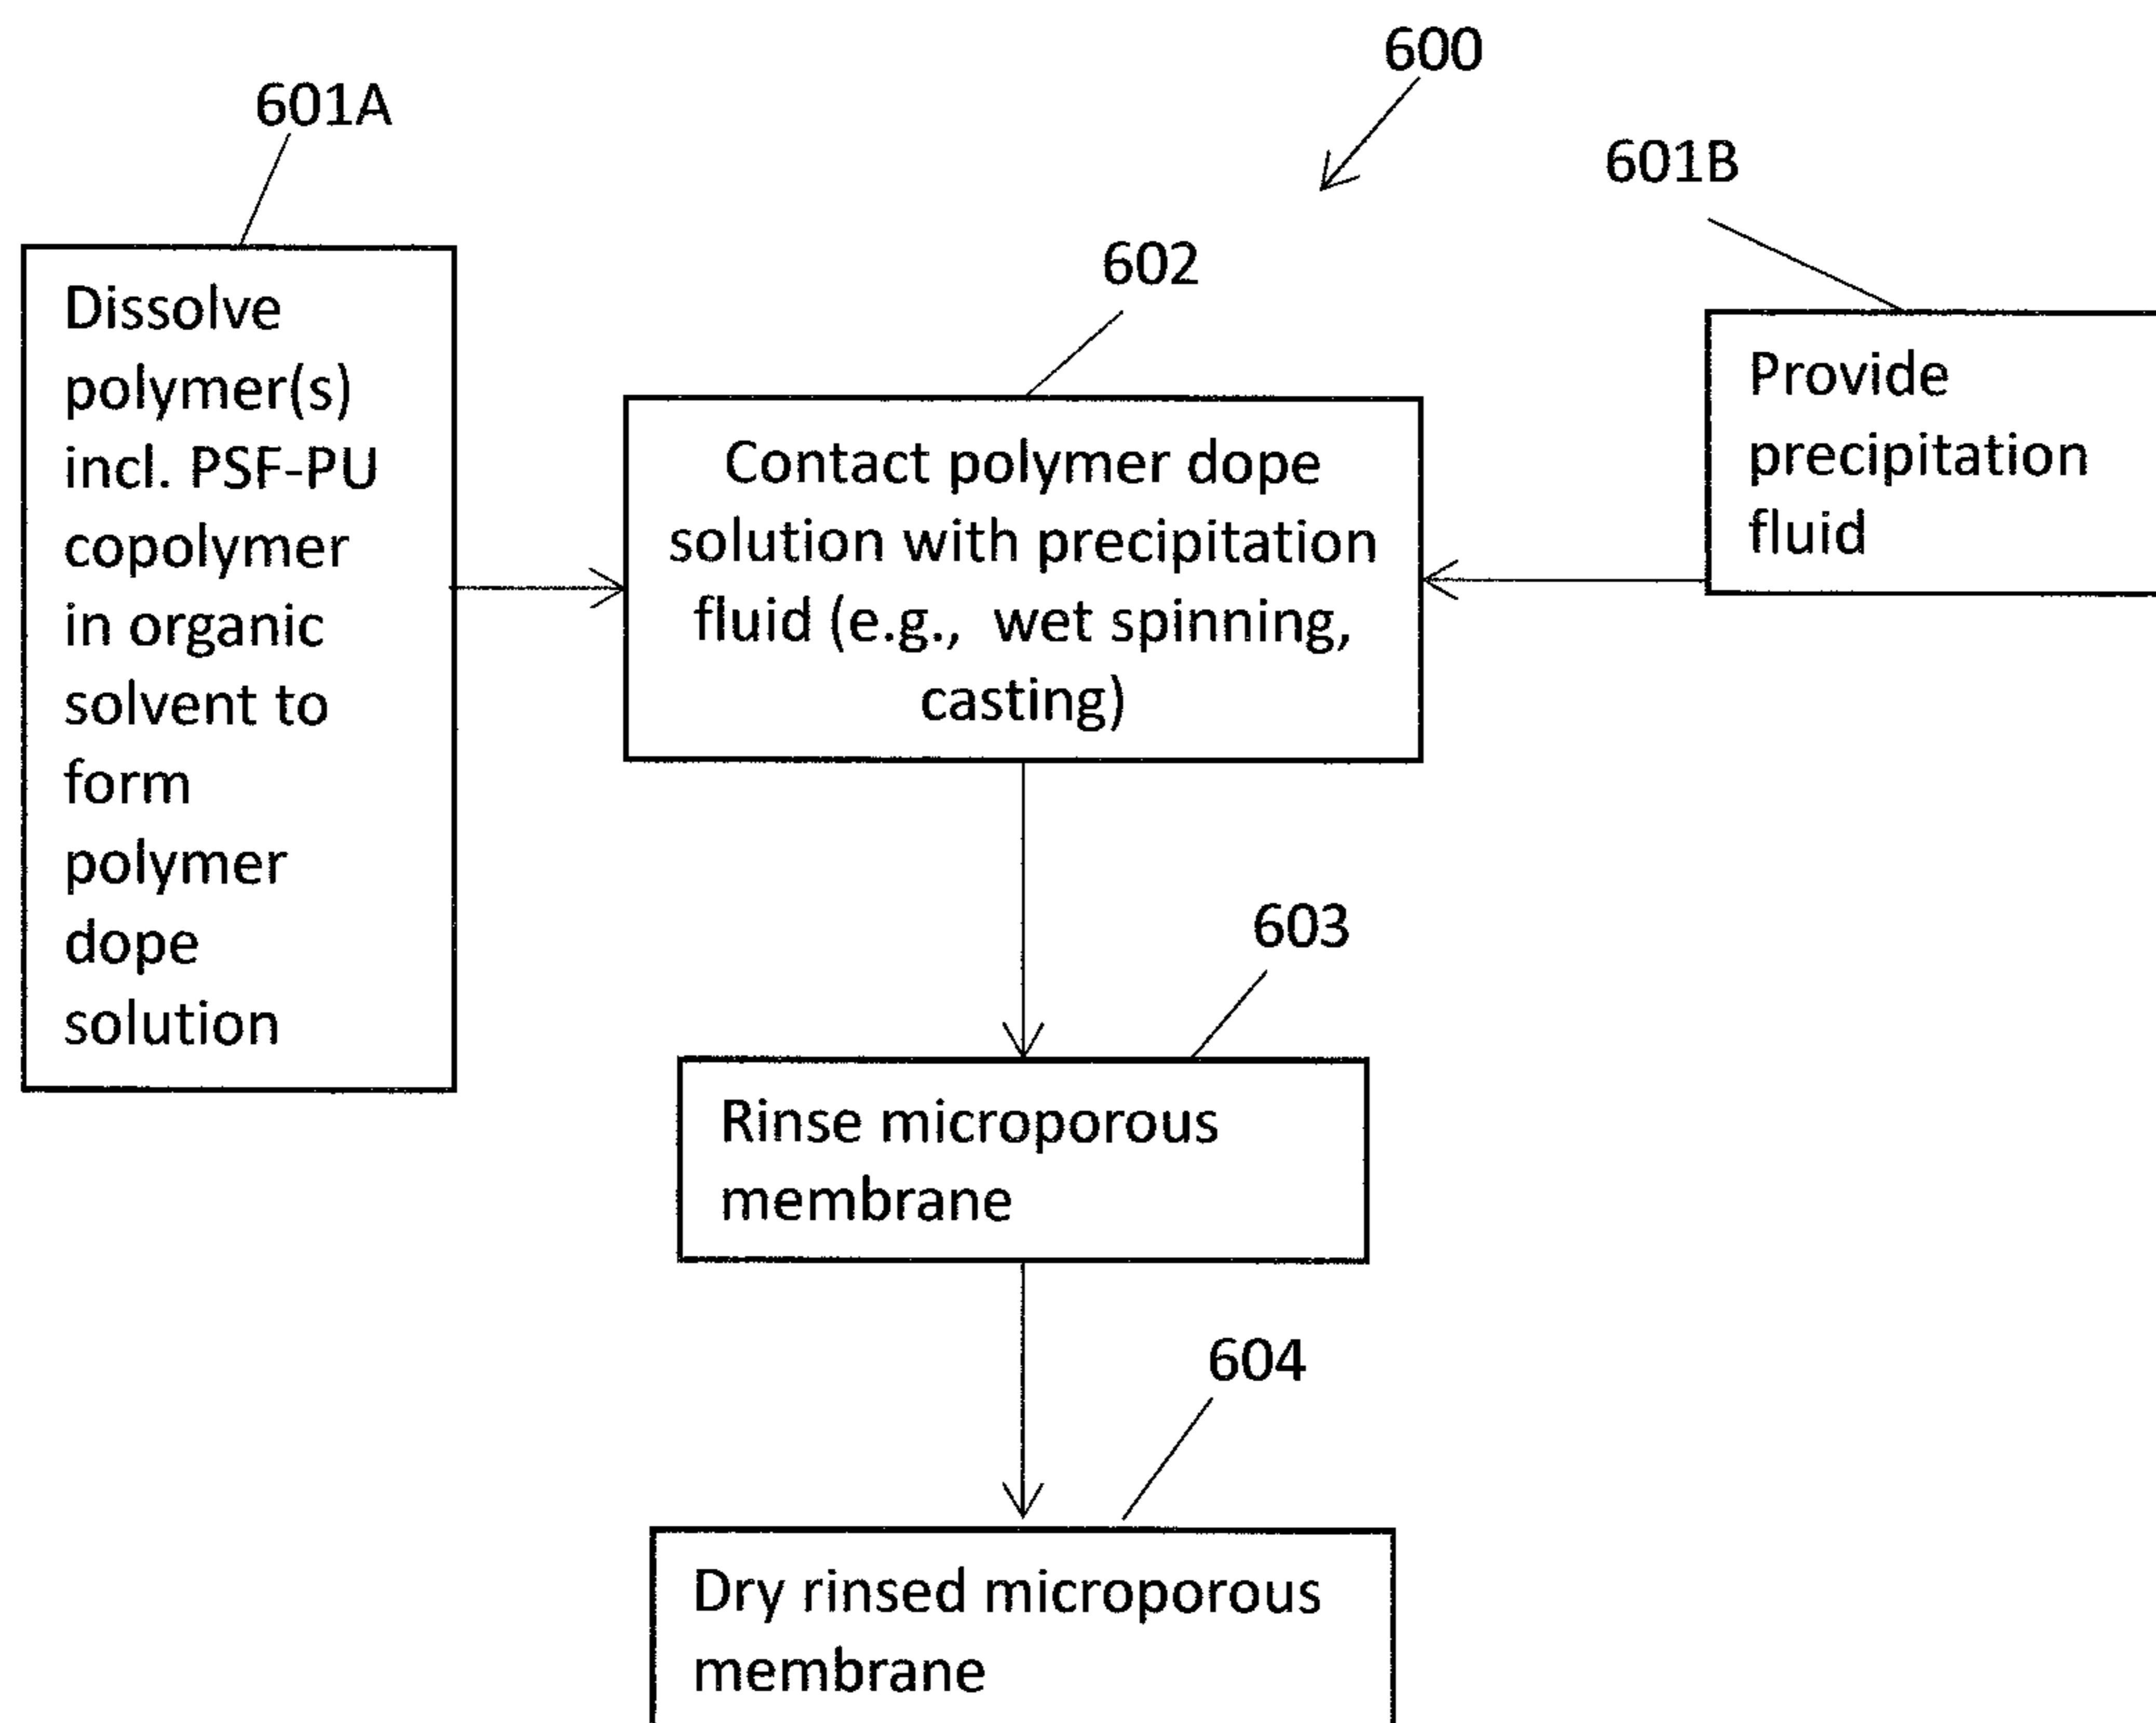 600
601A
601B
602
Dissolve
polymer(s)
incl. PSF-PU
copolymer
in organic
solvent to
form
polymer
dope
solution
Contact polymer dope
solution with precipitation
fluid (e.g., wet spinning,
casting)
Provide
precipitation
fluid
603
Rinse microporous
membrane
604
Dry rinsed microporous
membrane